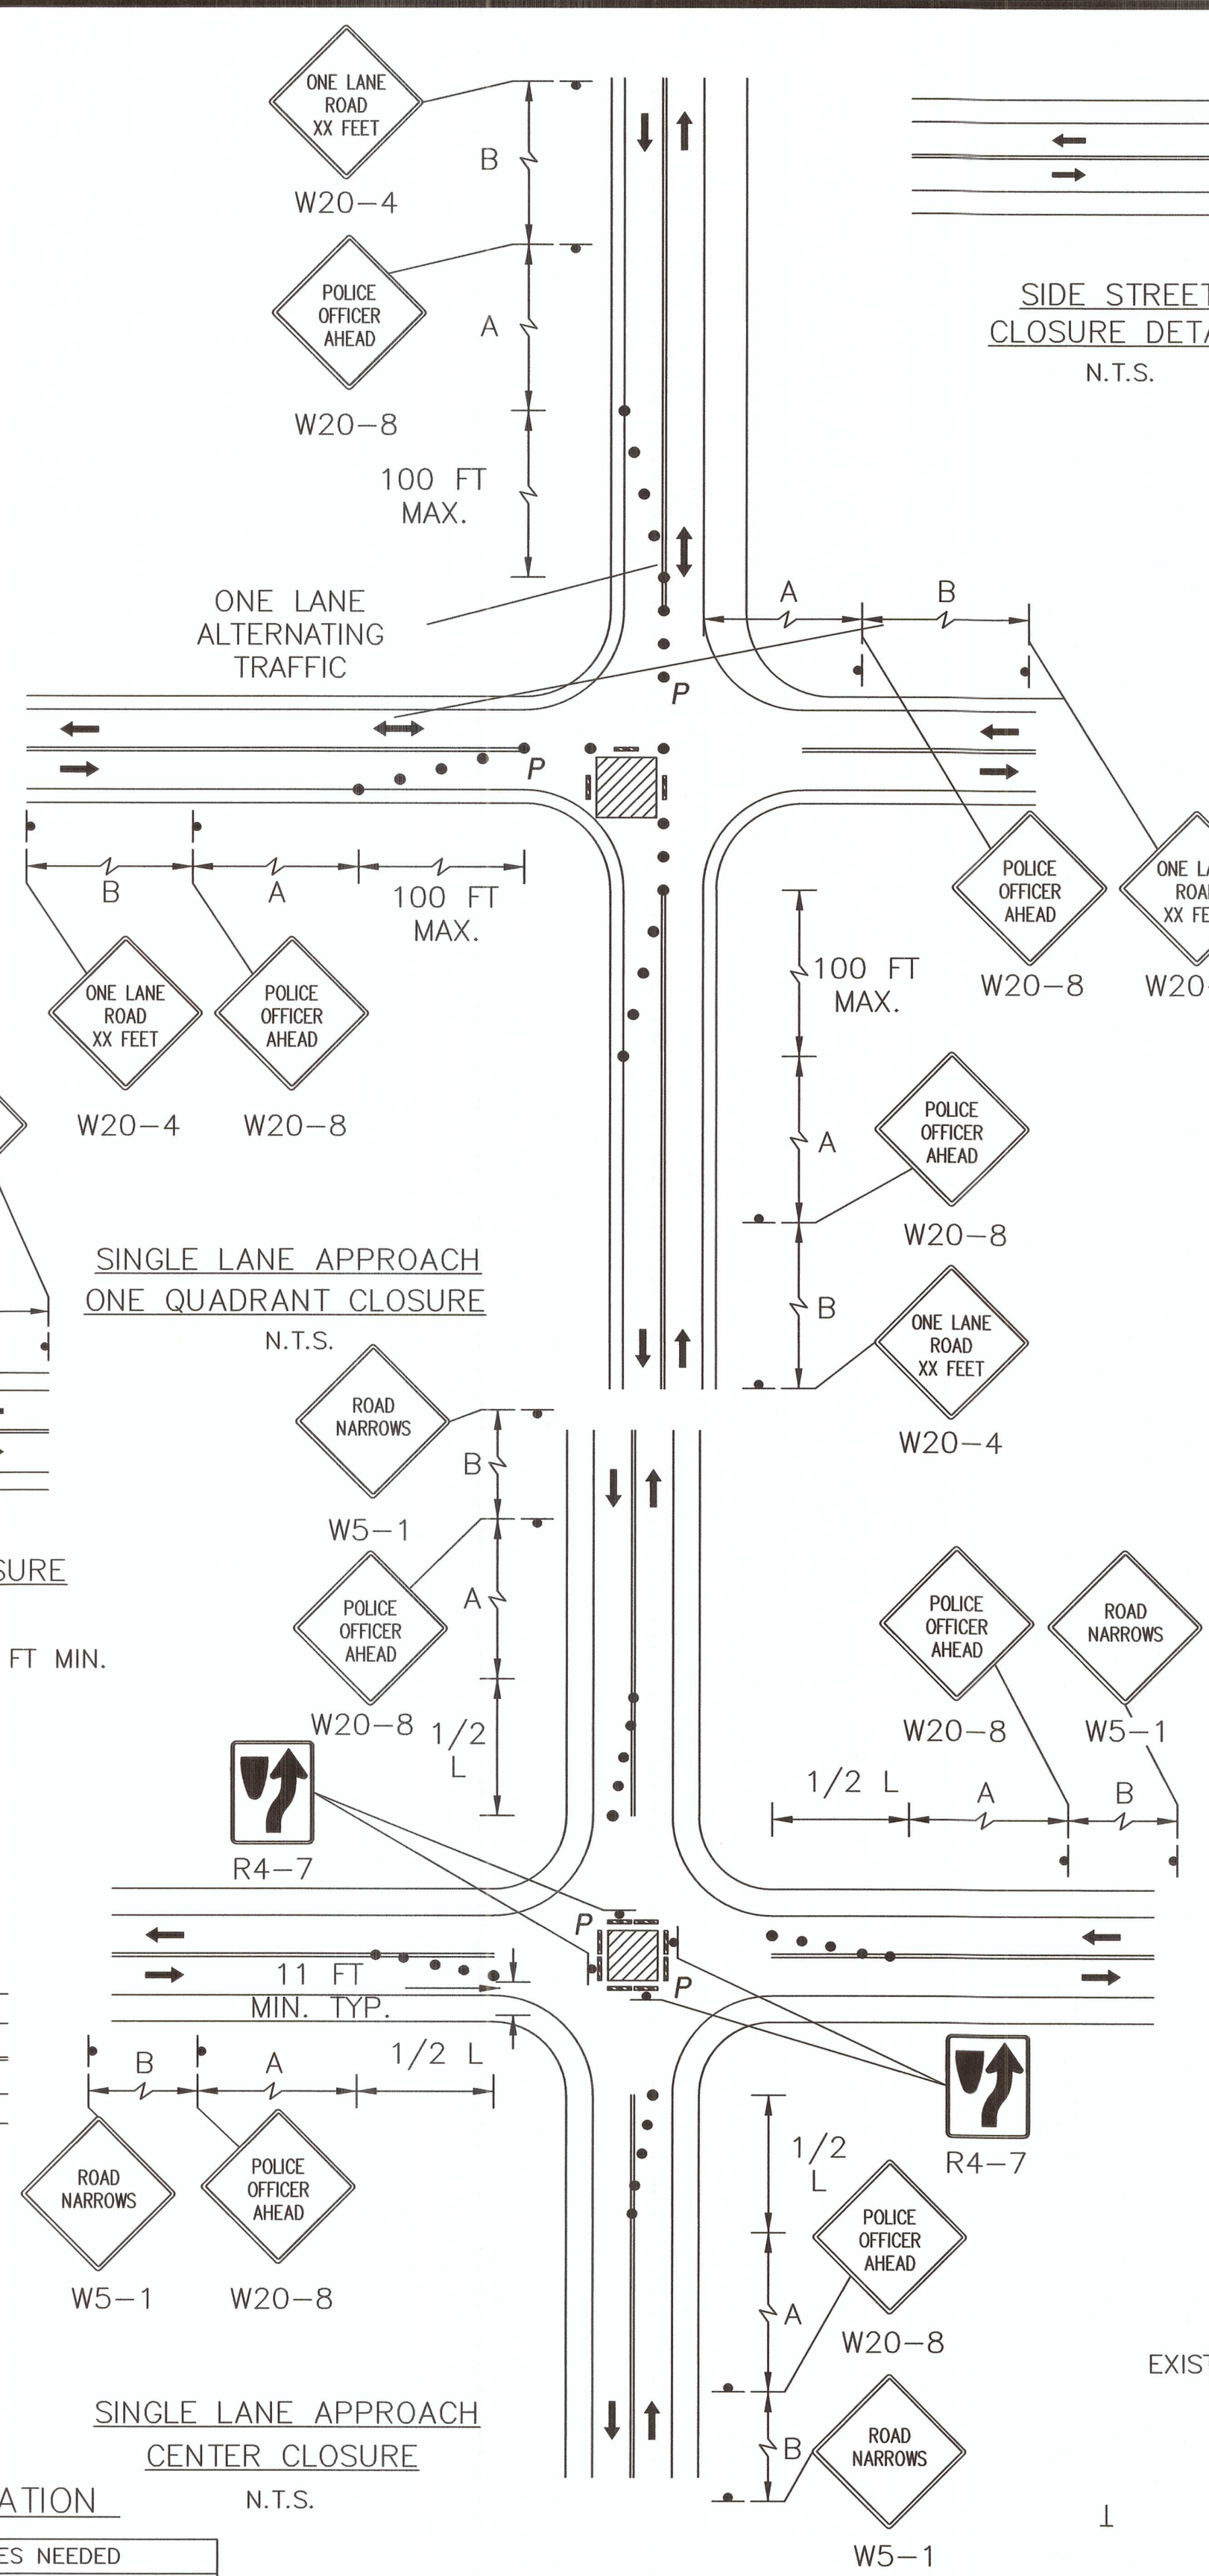 ONE LANE
ROAD
XX FEET
W20-4
B
POLICE
OFFICER
AHEAD
W20-8
A
100 FT
MAX.
SIDE STREET
CLOSURE
N.T.S.
ONE LANE
ALTERNATING
TRAFFIC
A
B
P
P
B
A
100 FT
MAX.
ONE LANE
ROAD
XX FEET
W20-4
POLICE
OFFICER
AHEAD
W20-8
POLICE
OFFICER
AHEAD
W20-8
ONE
XX
100 FT
MAX.
A
POLICE
OFFICER
AHEAD
W20-8
B
ONE LANE
ROAD
XX FEET
W20-4
SINGLE LANE APPROACH
ONE QUADRANT CLOSURE
N.T.S.
ROAD
NARROWS
W5-1
B
POLICE
OFFICER
AHEAD
W20-8
A
1/2
L
FT MIN.
POLICE
OFFICER
AHEAD
W20-8
ROAD
NARROWS
W5-1
1/2 L
A
B
R4-7
P
P
11 FT
MIN. TYP.
B
A
1/2 L
ROAD
NARROWS
W5-1
POLICE
OFFICER
AHEAD
W20-8
R4-7
1/2
L
A
POLICE
OFFICER
AHEAD
W20-8
B
ROAD
NARROWS
W5-1
SINGLE LANE APPROACH
CENTER CLOSURE
N.T.S.
NEEDED